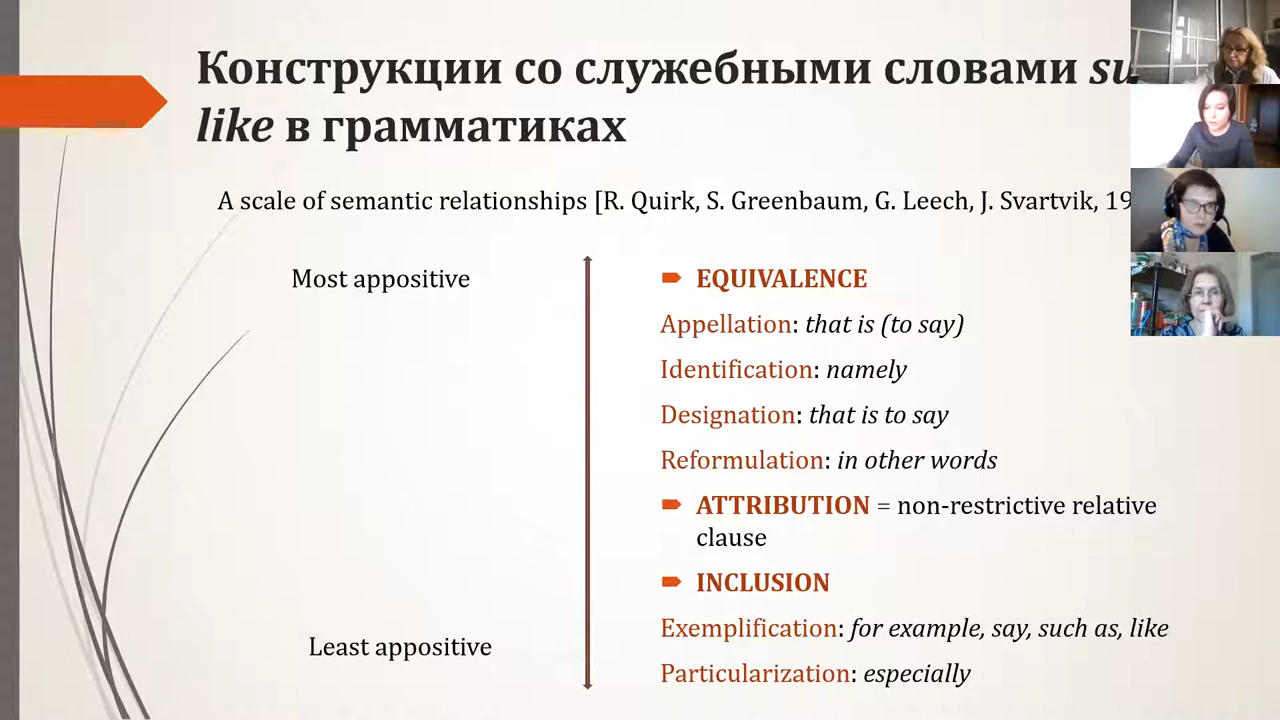 Конструкции со служебными словами
like в грамматиках
A scale of semantic relationships [R. Quirk, S. Greenbaum, G. Leech, J. Svartvik,
Most appositive
EQUIVALENCE
Appellation: that is (to say)
Identification: namely
Designation: that is to say
Reformulation: in other words
ATTRIBUTION = non-restrictive relative
clause
INCLUSION
Exemplification: for example, say, such as, like
Least appositive
Particularization: especially